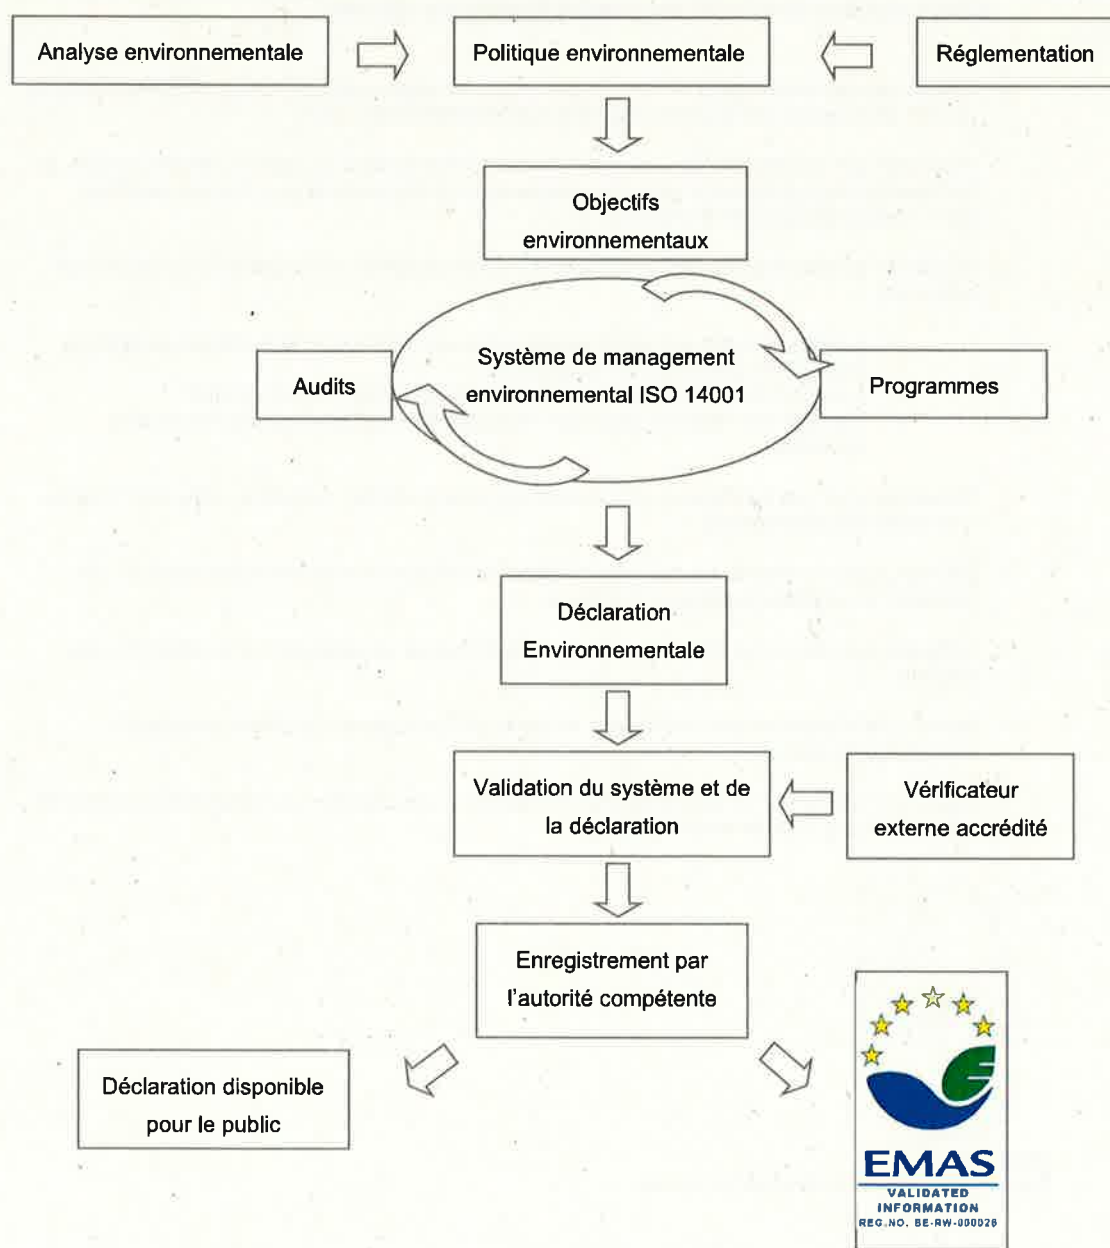 Analyse environnementale
Politique environnementale
Réglementation
Objectifs
environnementaux
Système de management
environnemental ISO 14001
Audits
Programmes
Déclaration
Environnementale
Validation du système et de
la déclaration
Vérificateur
externe accrédité
Enregistrement par
l'autorité compétente
Déclaration disponible
pour le public
EMAS
VALIDATED
INFORMATION
REG.NO. BE-RW-000026